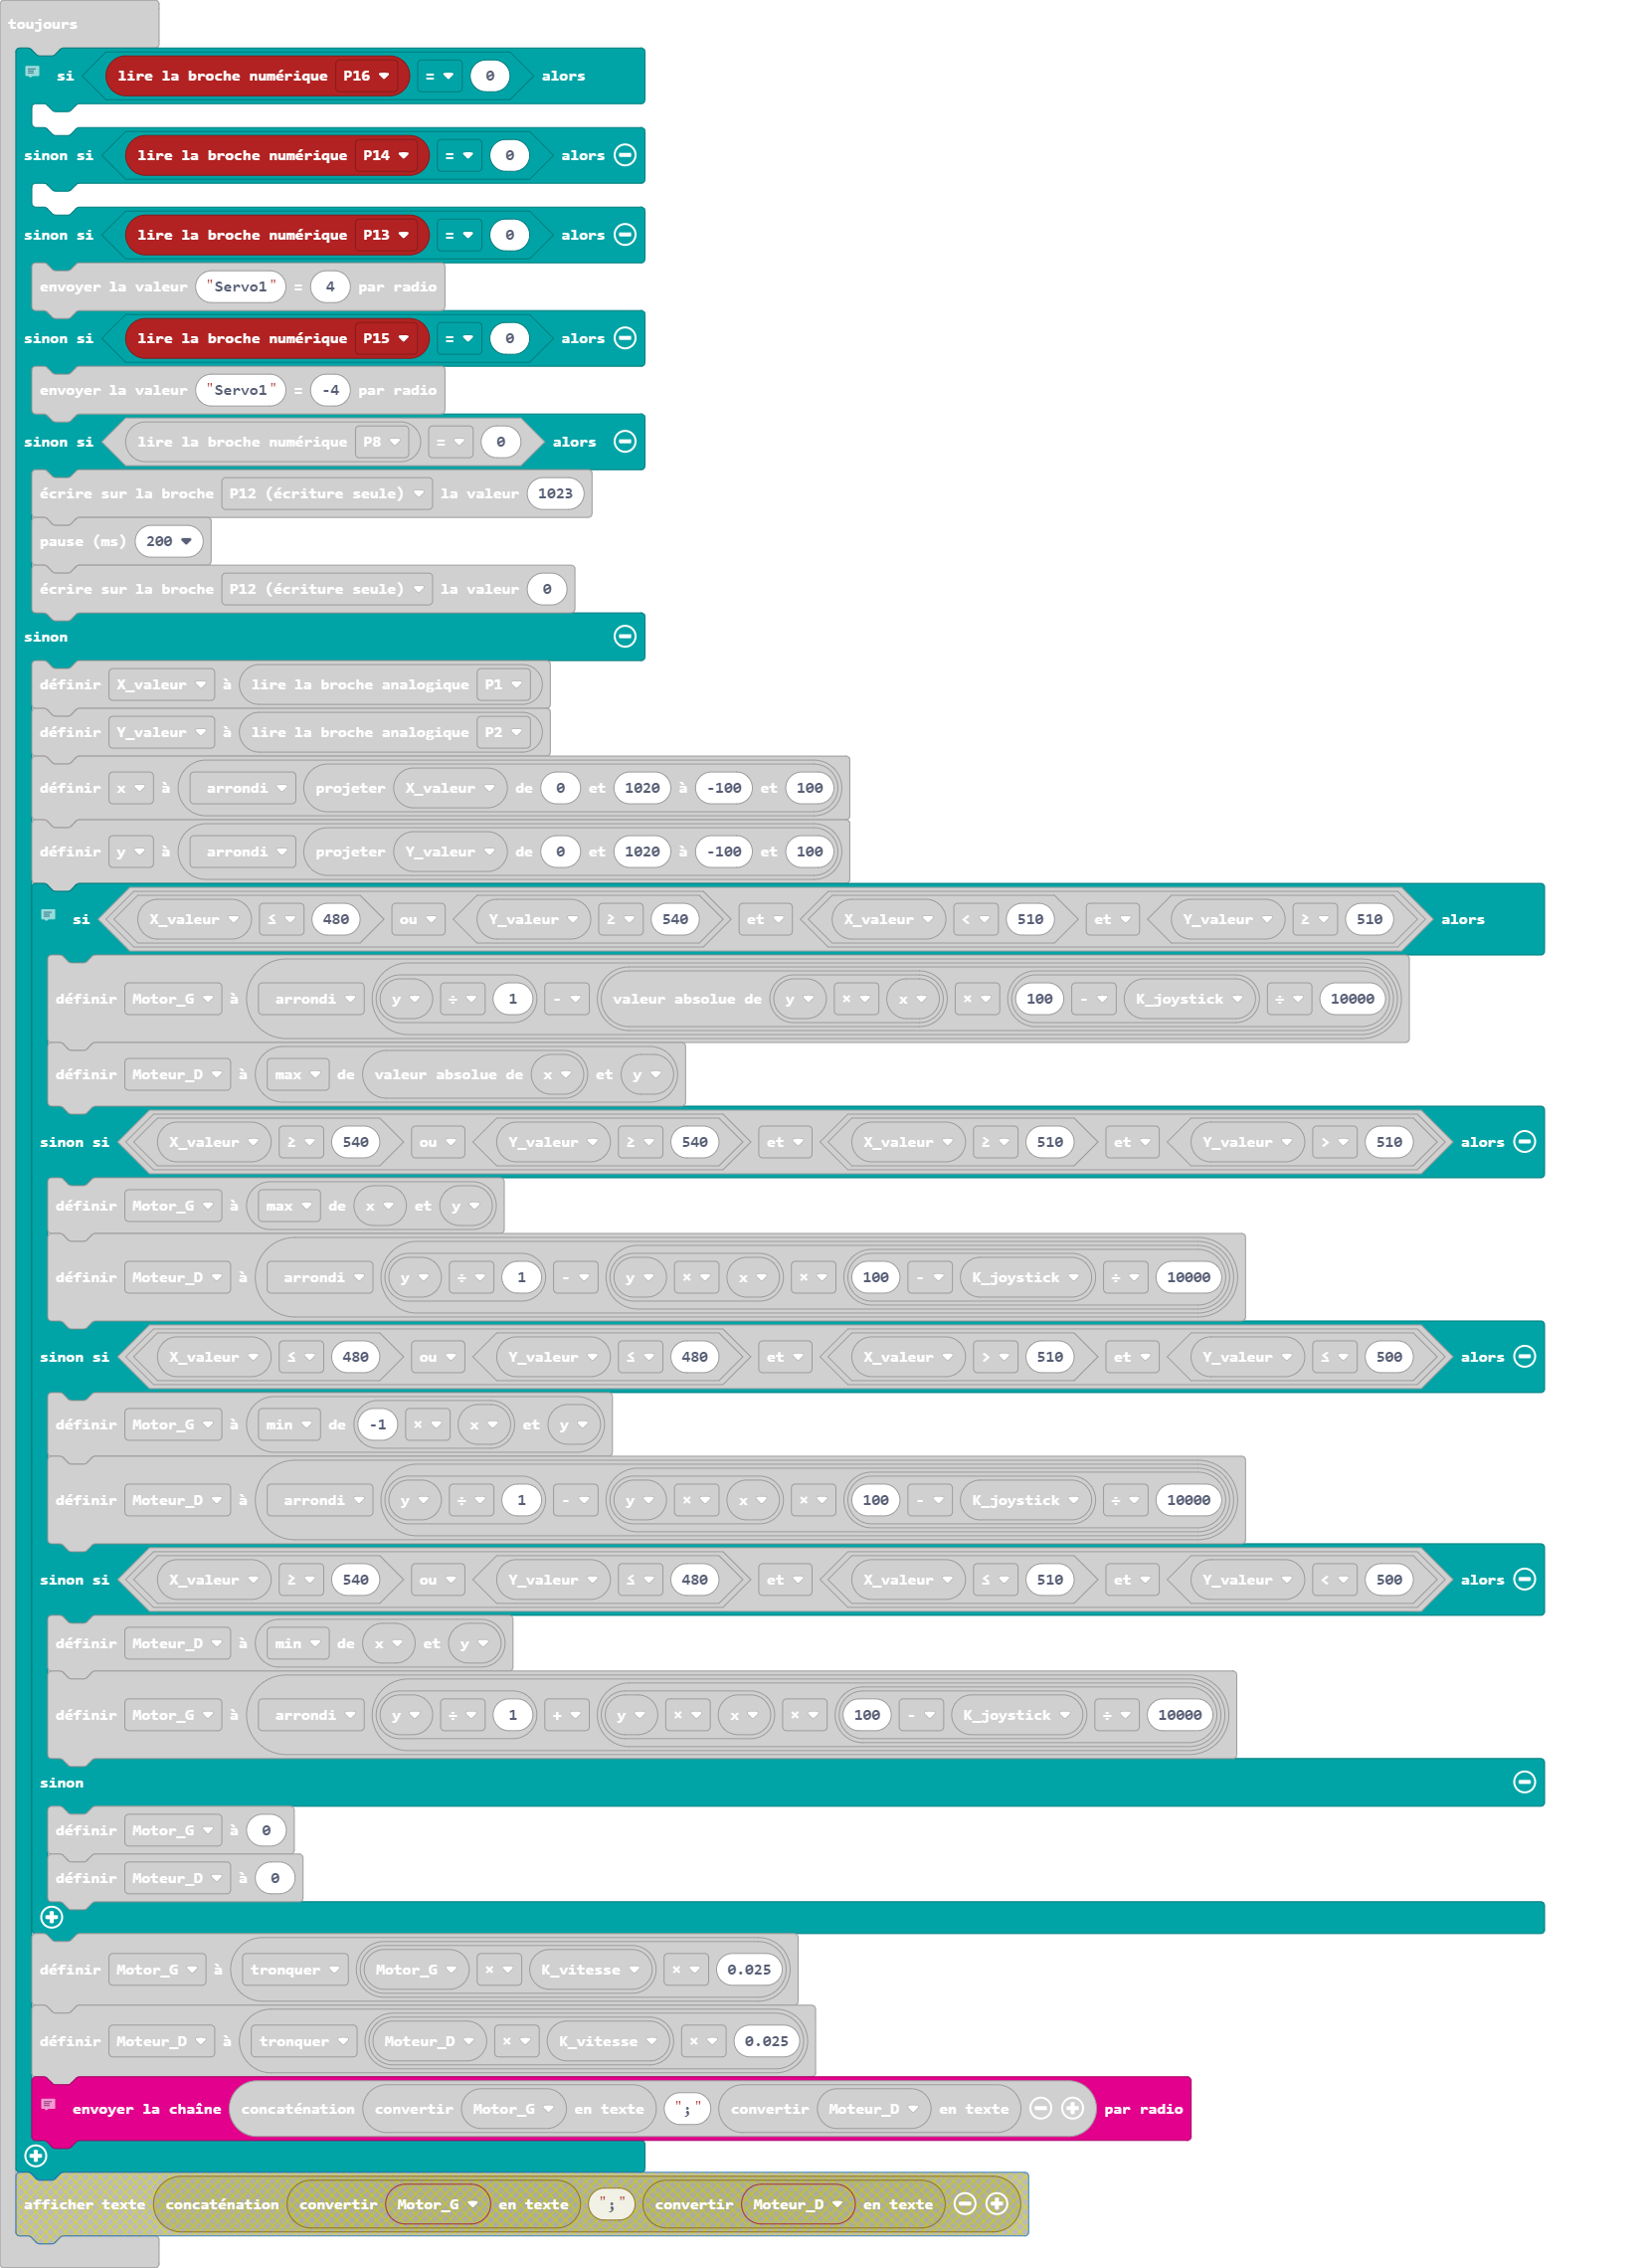 toujours
si lire la broche numérique P16 = 0 alors
sinon si lire la broche numérique P14 = 0 alors
sinon si lire la broche numérique P13 = 0 alors
envoyer la valeur "Servo1" = 4 par radio
sinon si lire la broche numérique P15 = 0 alors
envoyer la valeur "Servo1" = -4 par radio
sinon si lire la broche numérique P8 = 0 alors
écrire sur la broche P12 (écriture seule) la valeur 1023
pause (ms) 200
écrire sur la broche P12 (écriture seule) la valeur 0
sinon
définir X_valeur à lire la broche analogique P1
définir Y_valeur à lire la broche analogique P2
définir x à arrondi projeter X_valeur de 0 et 1020 à -100 et 100
définir y à arrondi projeter Y_valeur de 0 et 1020 à -100 et 100
si X_valeur ≤ 480 ou Y_valeur ≥ 540 et X_valeur < 510 et Y_valeur ≥ 510 alors
définir Motor_G à arrondi y ÷ 1 - valeur absolue de y × x × 100 - K_joystick ÷ 10000
définir Moteur_D à max de valeur absolue de x et y
sinon si X_valeur ≥ 540 ou Y_valeur ≥ 540 et X_valeur ≥ 510 et Y_valeur > 510 alors
définir Motor_G à max de x et y
définir Moteur_D à arrondi y ÷ 1 - y × x × 100 - K_joystick ÷ 10000
sinon si X_valeur ≤ 480 ou Y_valeur ≤ 480 et X_valeur > 510 et Y_valeur ≤ 500 alors
définir Motor_G à min de -1 × x et y
définir Moteur_D à arrondi y ÷ 1 - y × x × 100 - K_joystick ÷ 10000
sinon si X_valeur ≥ 540 ou Y_valeur ≤ 480 et X_valeur ≤ 510 et Y_valeur < 500 alors
définir Moteur_D à min de x et y
définir Motor_G à arrondi y ÷ 1 + y × x × 100 - K_joystick ÷ 10000
sinon
définir Motor_G à 0
définir Moteur_D à 0
définir Motor_G à tronquer Motor_G × K_vitesse × 0.025
définir Moteur_D à tronquer Moteur_D × K_vitesse × 0.025
envoyer la chaîne concaténation convertir Motor_G en texte ";" convertir Moteur_D en texte par radio
afficher texte concaténation convertir Motor_G en texte ";" convertir Moteur_D en texte